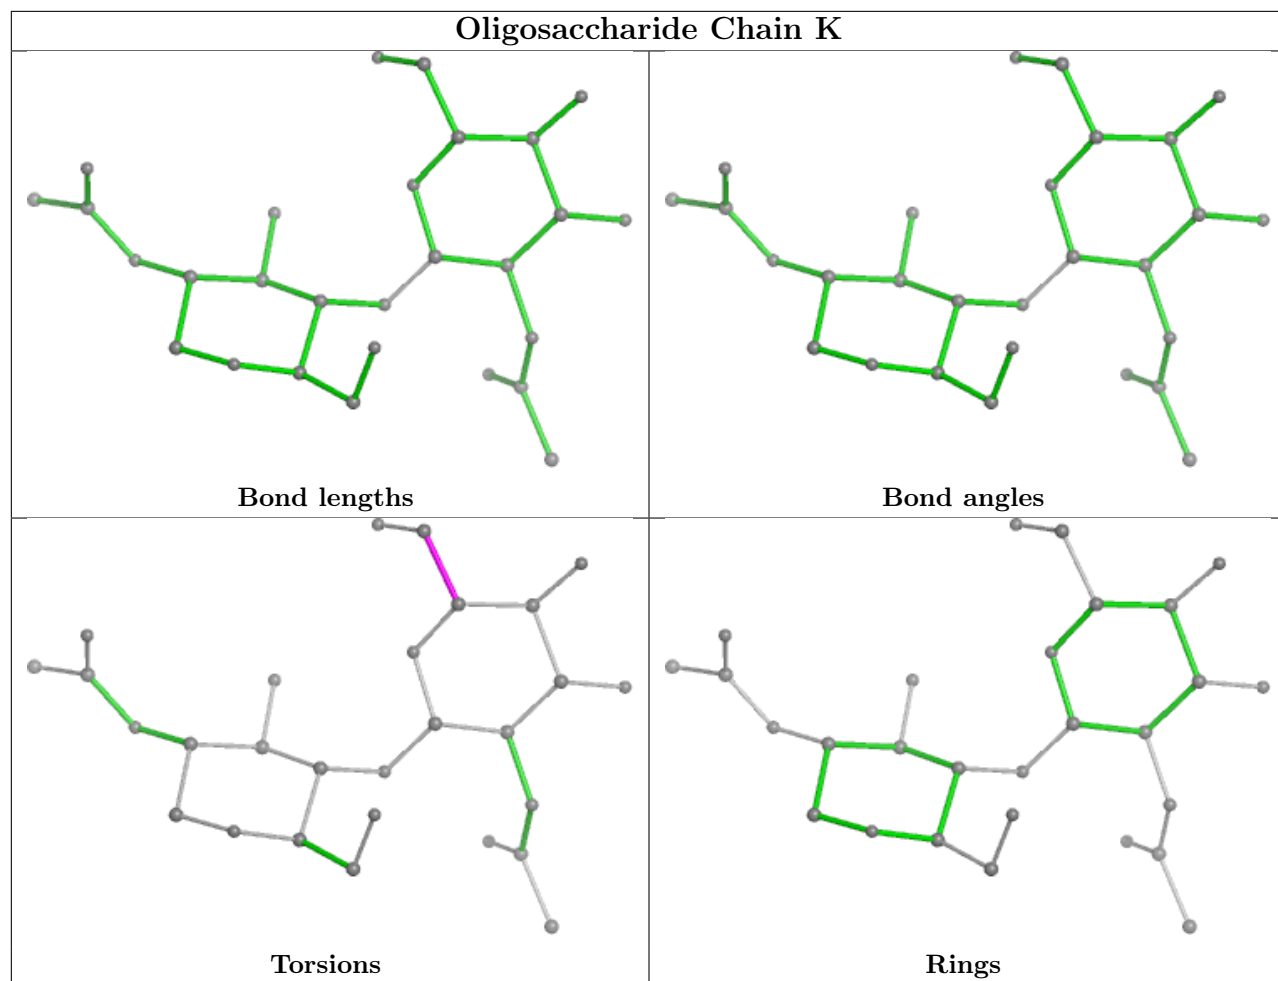 Oligosaccharide Chain K
Bond lengths
Bond angles
Torsions
Rings